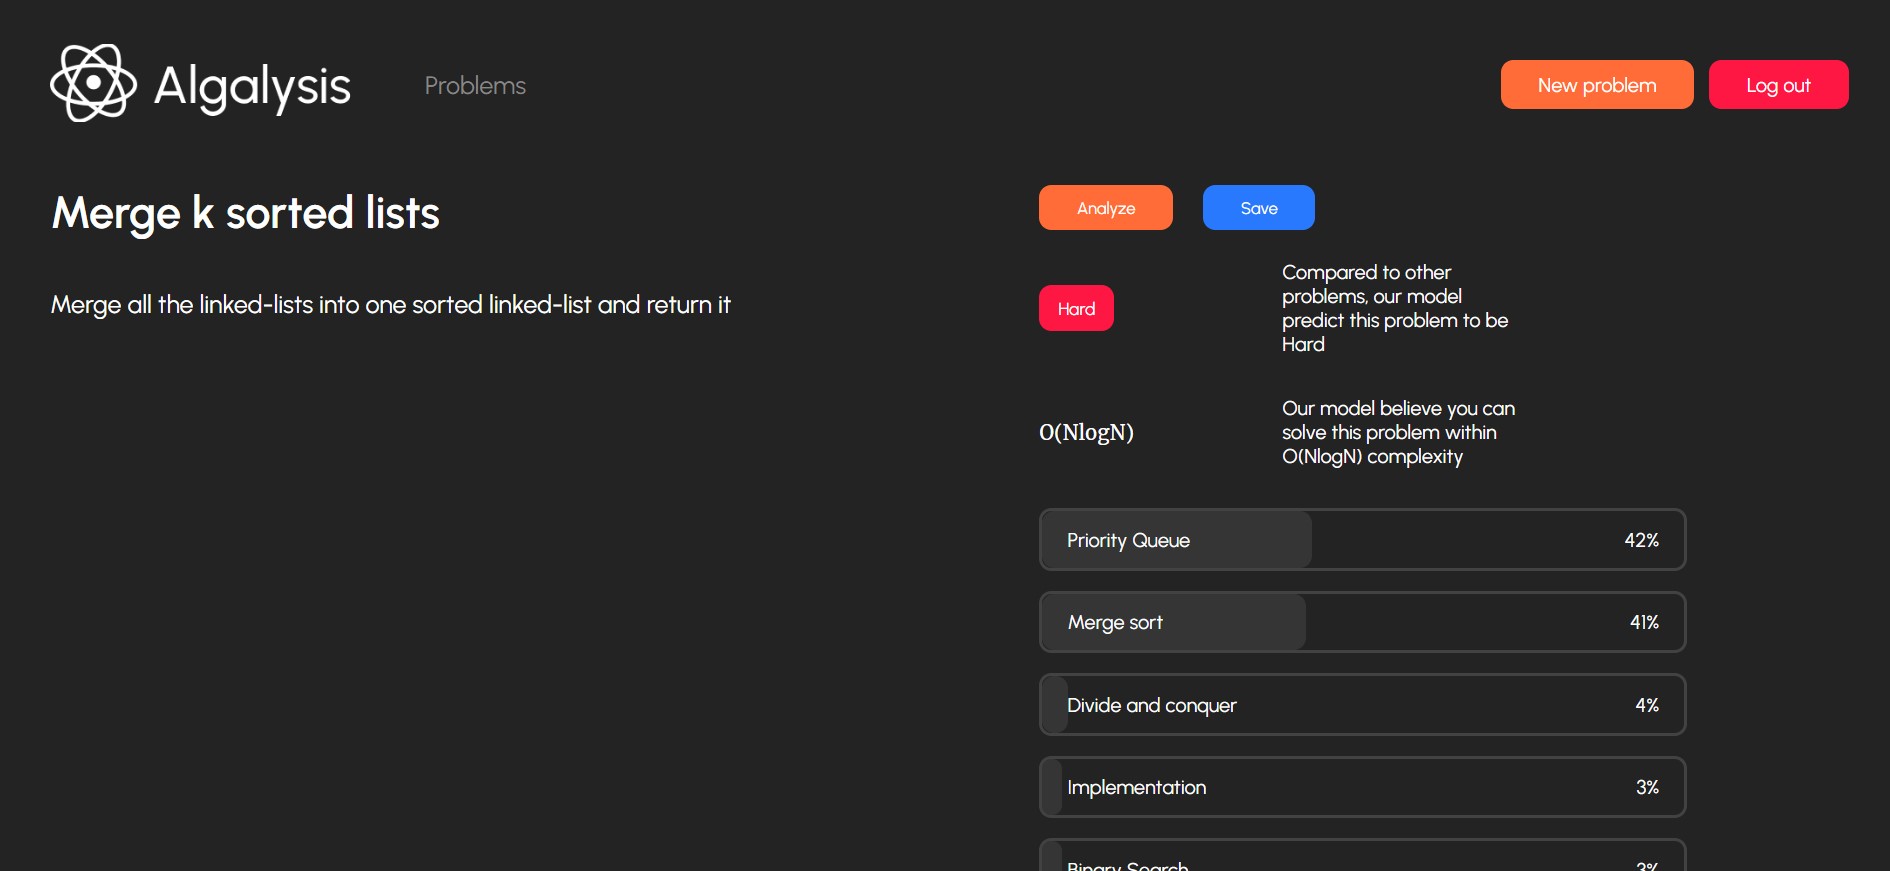 Algalysis
Problems
New problem
Log out
Merge k sorted lists
Merge all the linked-lists into one sorted linked-list and return it
Analyze
Save
Hard
Compared to other
problems, our model
predict this problem to be
Hard
O(NlogN)
Our model believe you can
solve this problem within
O(NlogN) complexity
Priority Queue 42%
Merge sort 41%
Divide and conquer 4%
Implementation 3%
Binary Search 3%